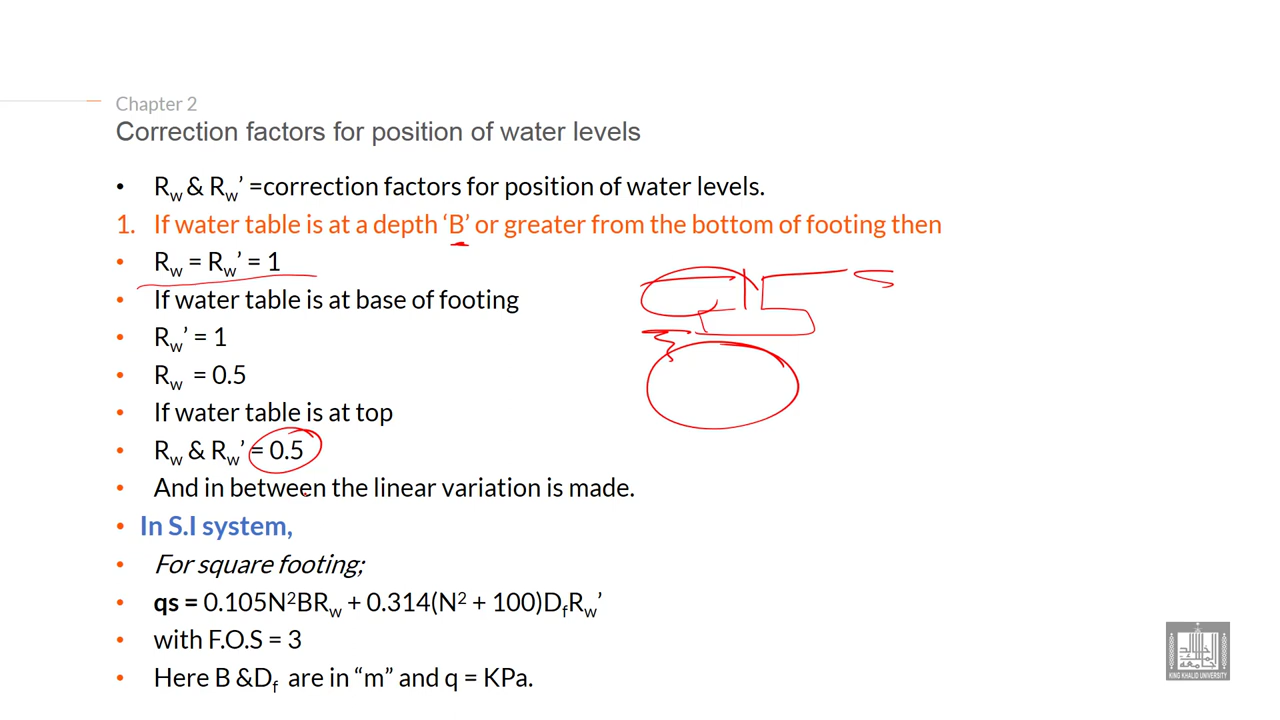 Chapter 2
Correction factors for position of water levels
• Rw & Rw’ =correction factors for position of water levels.
1. If water table is at a depth ‘B’ or greater from the bottom of footing then
• Rw = Rw’ = 1
• If water table is at base of footing
• Rw’ = 1
• Rw = 0.5
• If water table is at top
• Rw & Rw’ = 0.5
• And in between the linear variation is made.
• In S.I system,
• For square footing;
• qs = 0.105N²BRw + 0.314(N² + 100)DfRw’
• with F.O.S = 3
• Here B &Df are in “m” and q = KPa.
KING KHALID UNIVERSITY